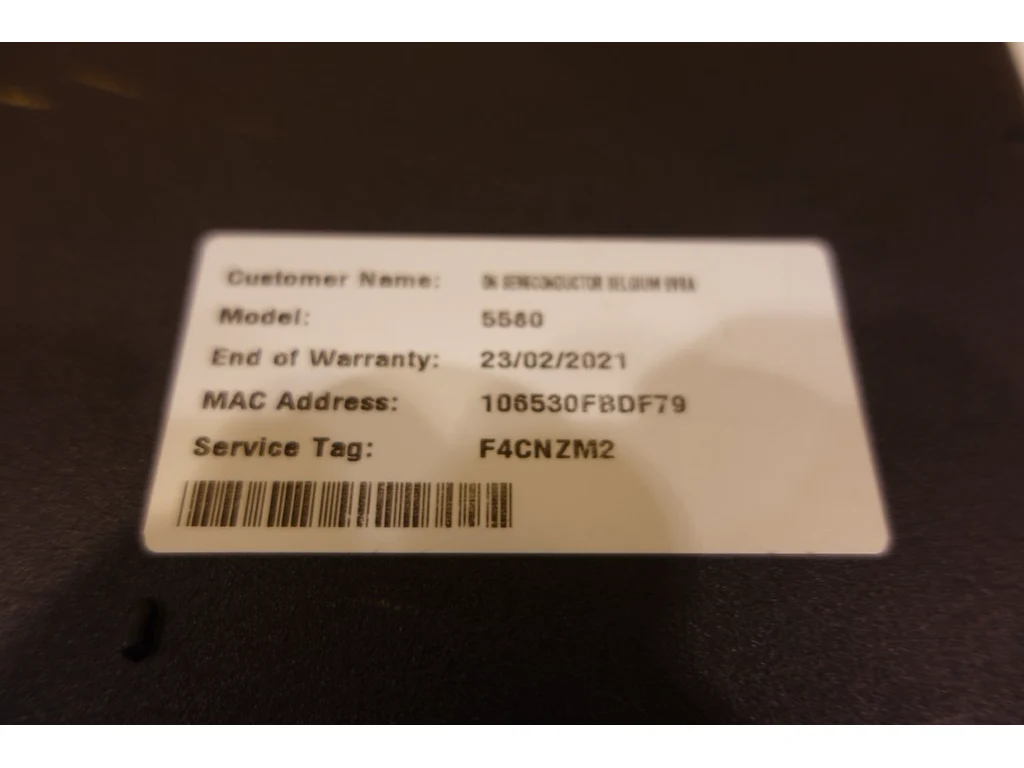 Customer Name: ON SEMICONDUCTOR BELGIUM BVBA
Model: 5580
End of Warranty: 23/02/2021
MAC Address: 106530FBDF79
Service Tag: F4CNZM2